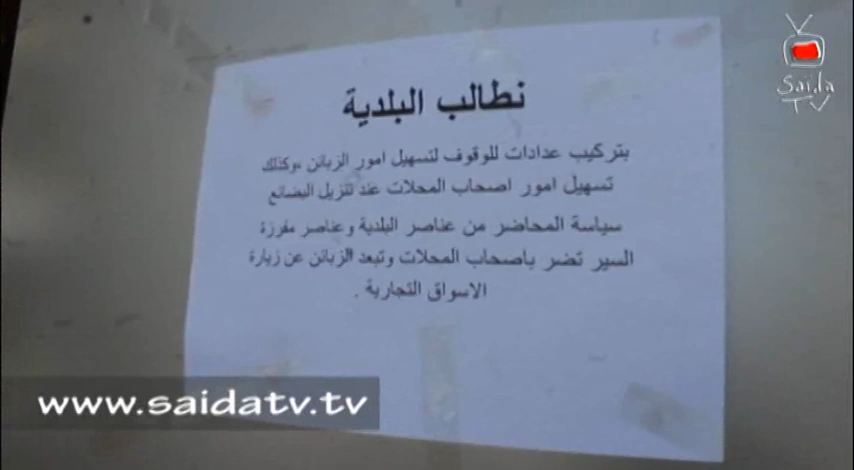 نطالب البلدية
بتركيب عدادات للوقوف لتسهيل امور الزبائن ،وكذلك
تسهيل امور اصحاب المحلات عند تنزيل البضائع
سياسة المحاضر من عناصر البلدية وعناصر مفرزة
السير تضر باصحاب المحلات وتبعد الزبائن عن زيارة
الاسواق التجارية .
Saida
TV
www.saidatv.tv